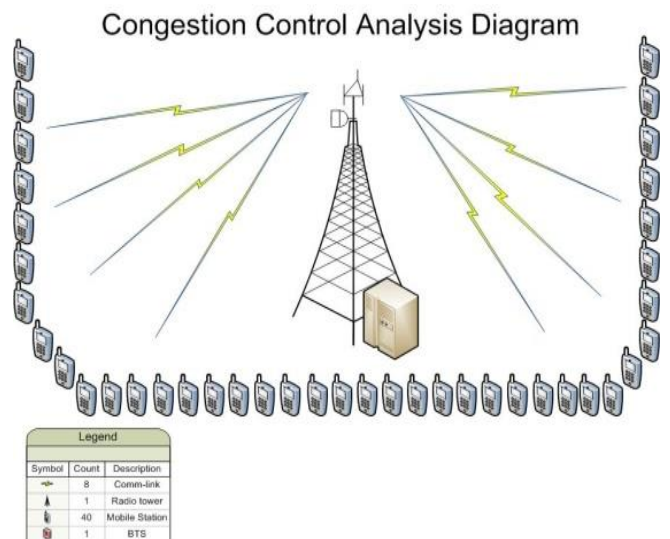 Congestion Control Analysis Diagram
Legend
Symbol Count Description
8 Comm-link
1 Radio tower
40 Mobile Station
1 BTS